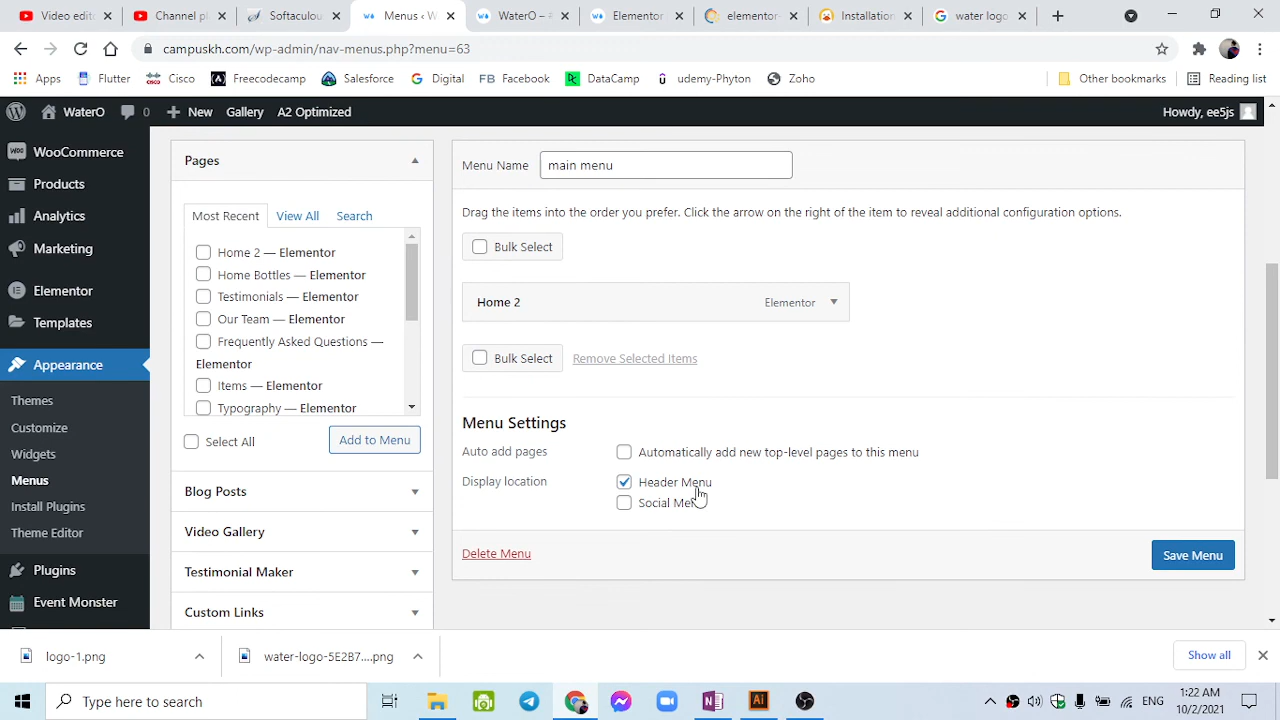 Video editi
Channel p
Softaculou
Menus < W
WaterO – A
Elementor
elementor-
Installation
water logo
campuskh.com/wp-admin/nav-menus.php?menu=63
Apps
Flutter
Cisco
Freecodecamp
Salesforce
Digital
FB Facebook
DataCamp
udemy-Phyton
Zoho
Other bookmarks
Reading list
WaterO
0
New
Gallery
A2 Optimized
Howdy, ee5js
WooCommerce
Products
Analytics
Marketing
Elementor
Templates
Appearance
Themes
Customize
Widgets
Menus
Install Plugins
Theme Editor
Plugins
Event Monster
Pages
Most Recent
View All
Search
Home 2 — Elementor
Home Bottles — Elementor
Testimonials — Elementor
Our Team — Elementor
Frequently Asked Questions —
Elementor
Items — Elementor
Typography — Elementor
Select All
Add to Menu
Blog Posts
Video Gallery
Testimonial Maker
Custom Links
Menu Name
main menu
Drag the items into the order you prefer. Click the arrow on the right of the item to reveal additional configuration options.
Bulk Select
Home 2
Elementor
Bulk Select
Remove Selected Items
Menu Settings
Auto add pages
Automatically add new top-level pages to this menu
Display location
Header Menu
Social Me
Delete Menu
Save Menu
logo-1.png
water-logo-5E2B7....png
Show all
Type here to search
ENG
1:22 AM
10/2/2021